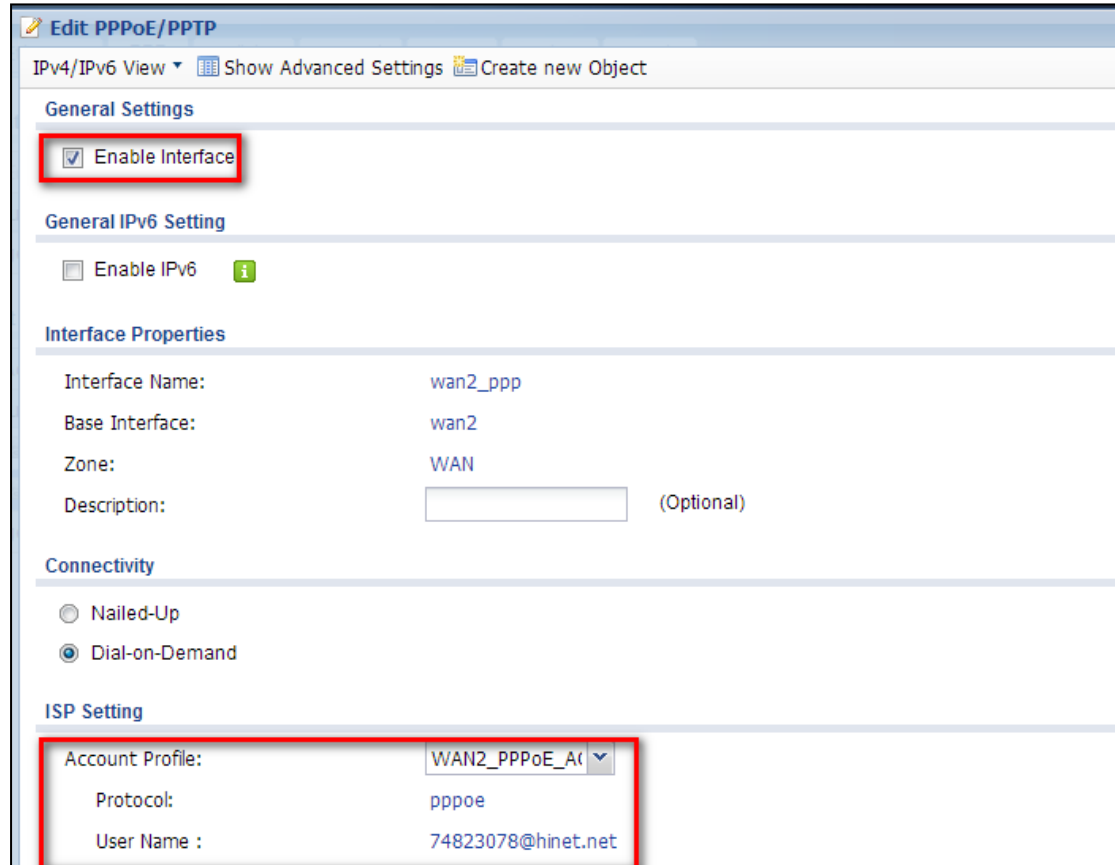 Edit PPPoE/PPTP
IPv4/IPv6 View Show Advanced Settings Create new Object
General Settings
Enable Interface
General IPv6 Setting
Enable IPv6
Interface Properties
Interface Name: wan2_ppp
Base Interface: wan2
Zone: WAN
Description: (Optional)
Connectivity
Nailed-Up
Dial-on-Demand
ISP Setting
Account Profile: WAN2_PPPoE_A
Protocol: pppoe
User Name : 74823078@hinet.net